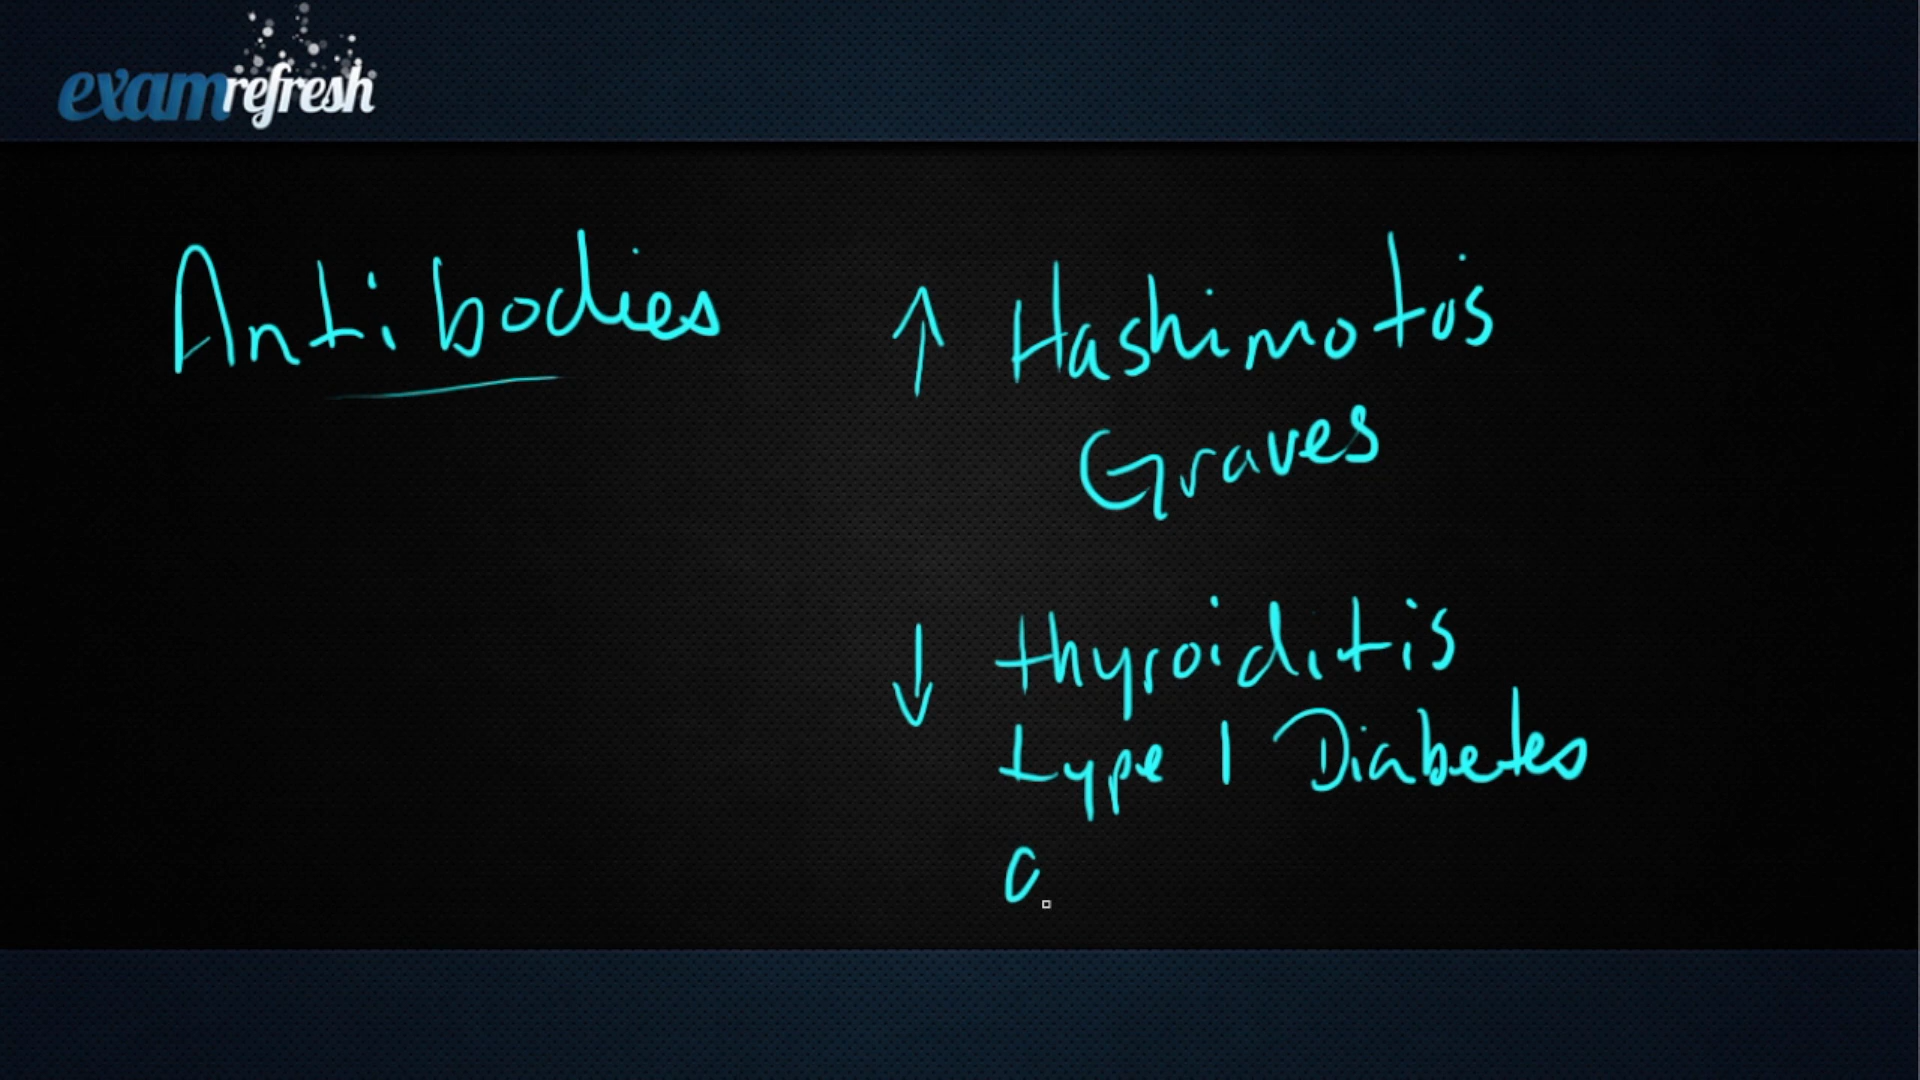 examrefresh
Antibodies
↑ Hashimotos
Graves
↓ thyroiditis
type 1 Diabetes